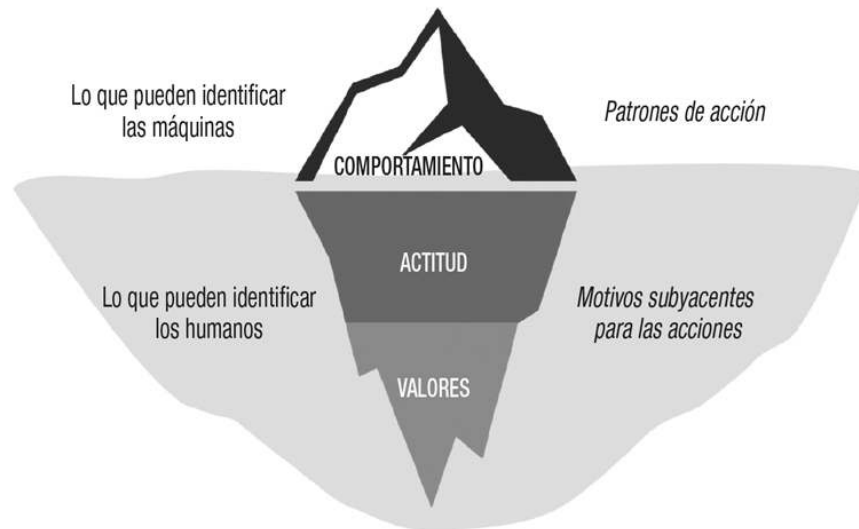 Lo que pueden identificar
las máquinas
Patrones de acción
COMPORTAMIENTO
ACTITUD
Lo que pueden identificar
los humanos
Motivos subyacentes
para las acciones
VALORES